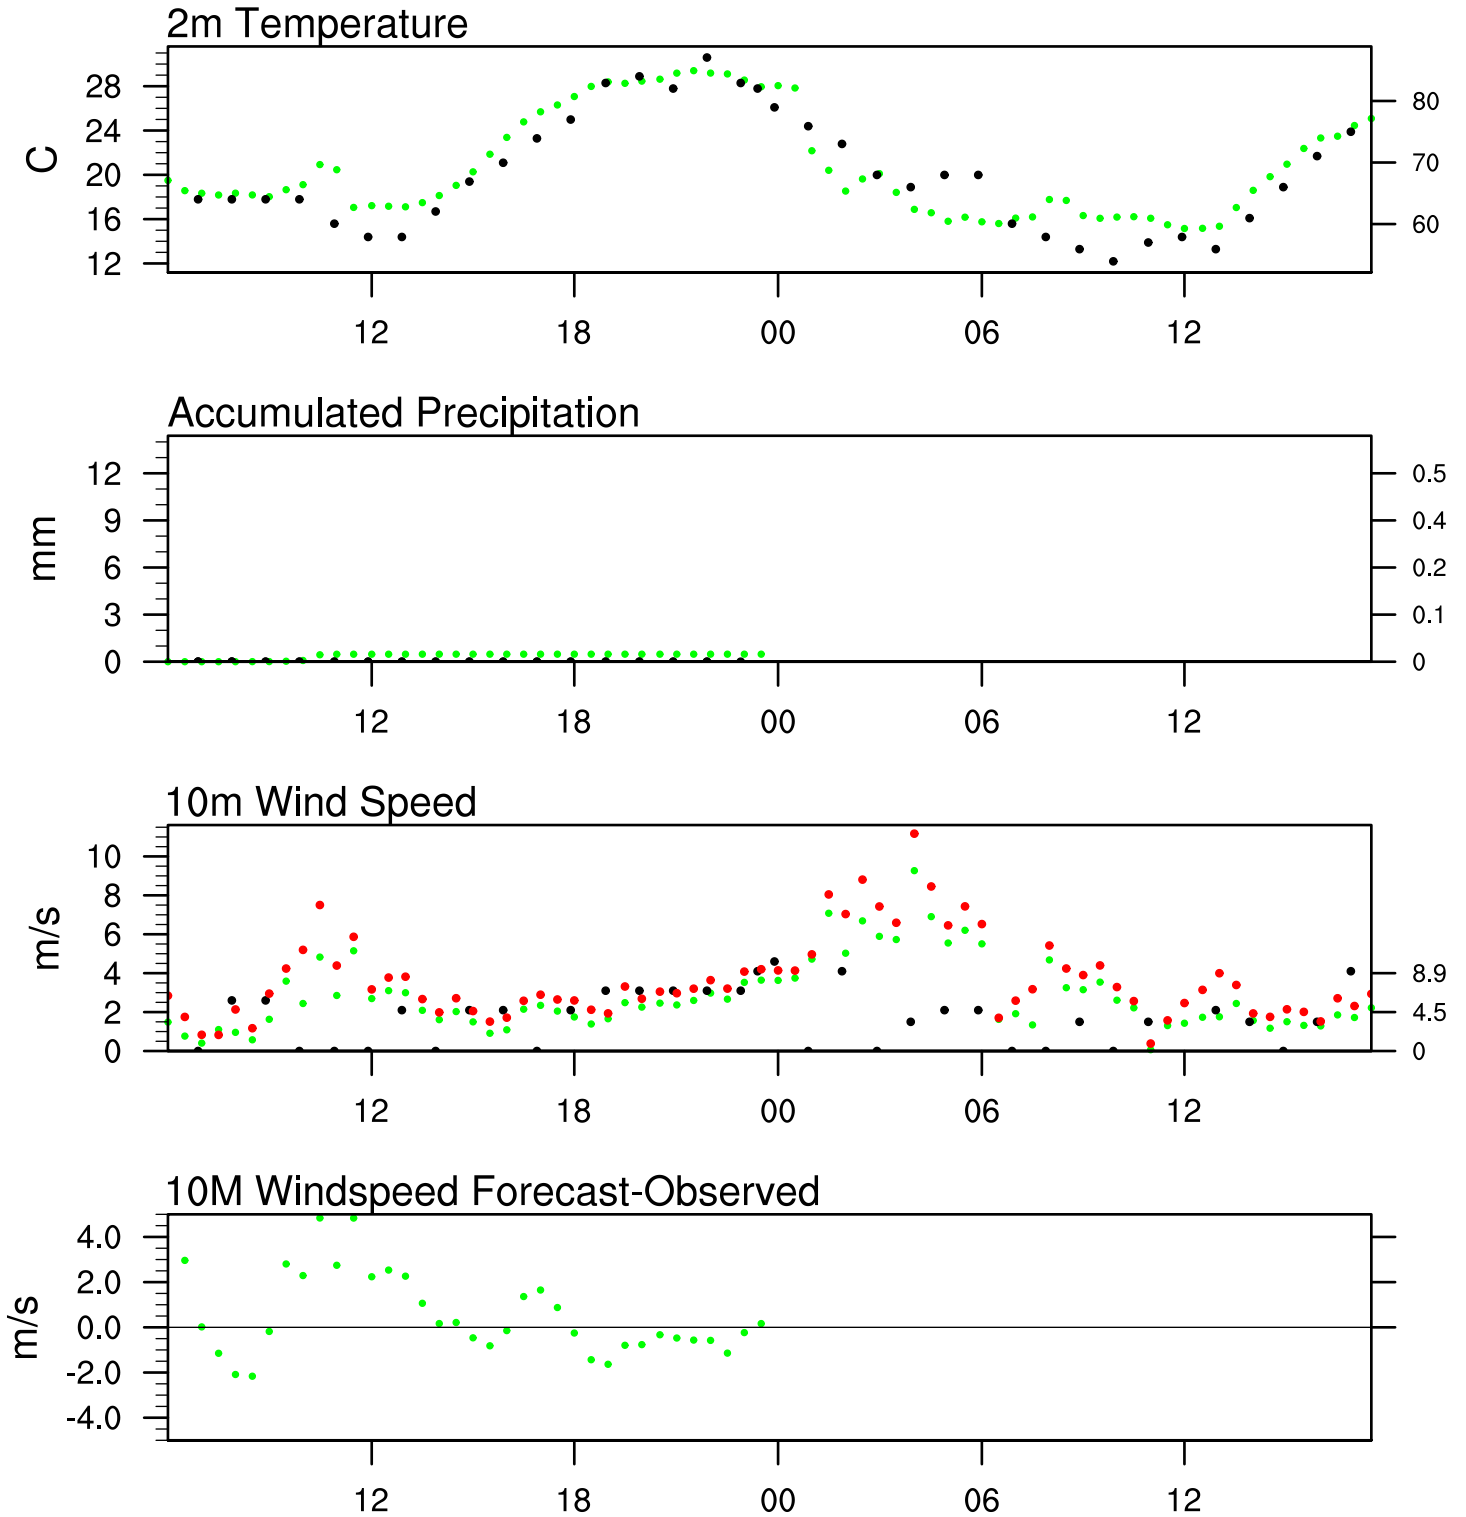 2m Temperature
28
24
20
16
12
C
80
70
60
12 18 00 06 12
Accumulated Precipitation
12
9
6
3
0
mm
0.5
0.4
0.2
0.1
0
12 18 00 06 12
10m Wind Speed
10
8
6
4
2
0
m/s
8.9
4.5
0
12 18 00 06 12
10M Windspeed Forecast-Observed
4.0
2.0
0.0
-2.0
-4.0
m/s
12 18 00 06 12